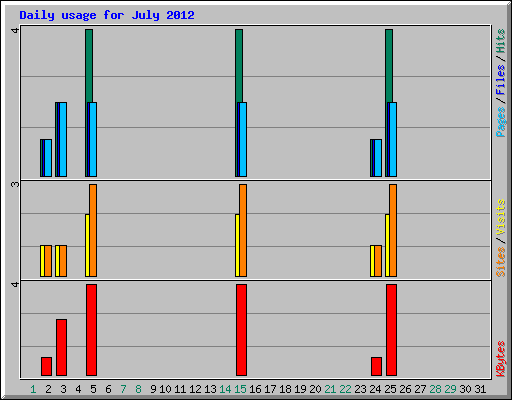 Daily usage for July 2012
4
Pages / Files / Hits
3
Sites / Visits
4
KBytes
1 2 3 4 5 6 7 8 9 10 11 12 13 14 15 16 17 18 19 20 21 22 23 24 25 26 27 28 29 30 31